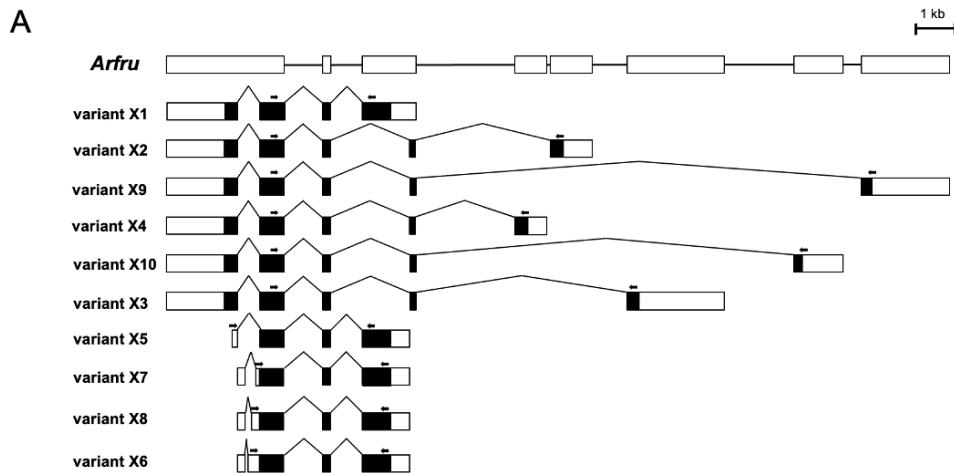 A
1 kb
Arfru
variant X1
variant X2
variant X9
variant X4
variant X10
variant X3
variant X5
variant X7
variant X8
variant X6